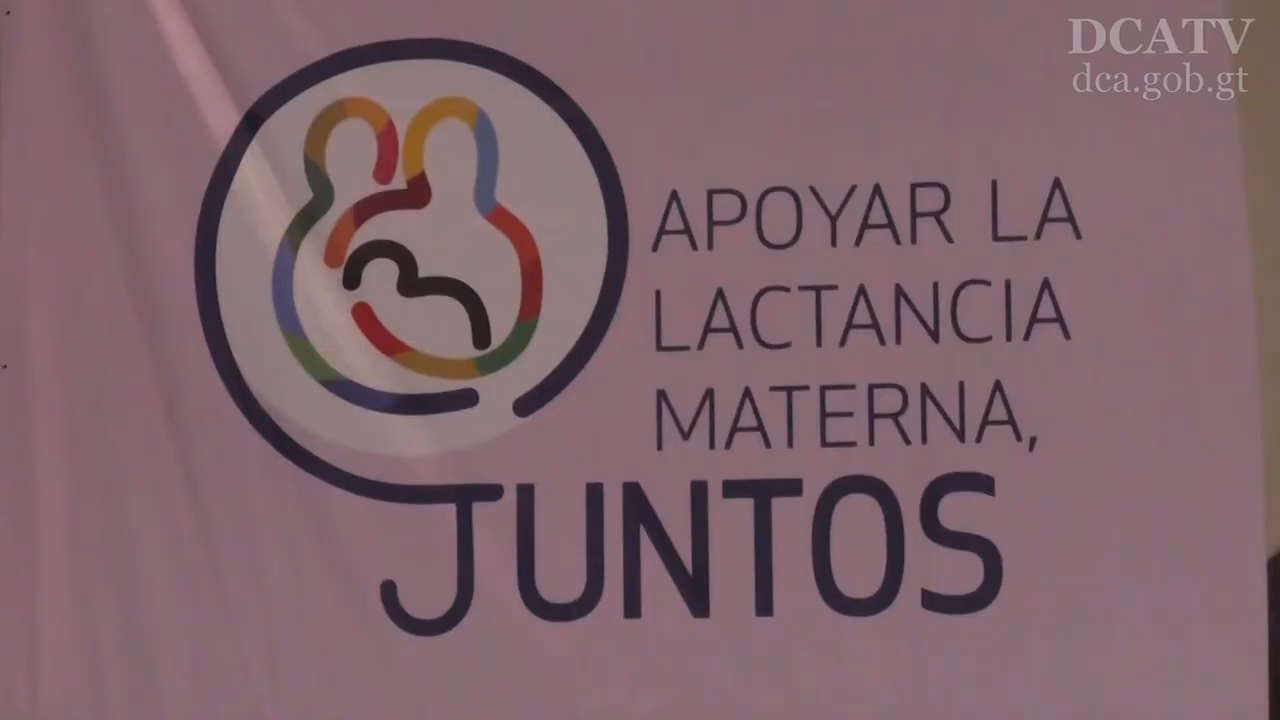 DCATV
dca.gob.gt
APOYAR LA
LACTANCIA
MATERNA,
JUNTOS